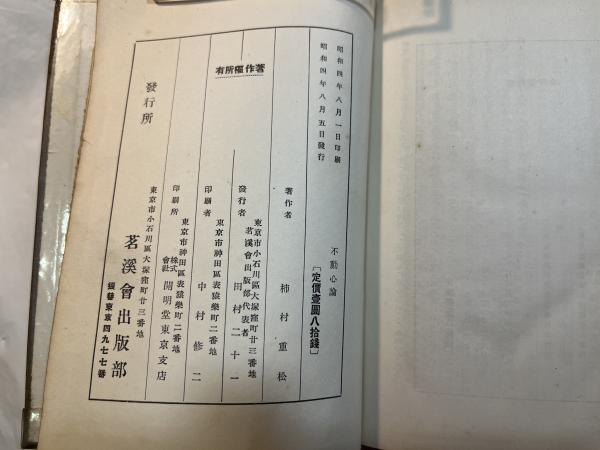 昭和四年八月一日印刷
昭和四年八月五日發行
不動心論
〔定價壹圓八拾錢〕
著作權所有
著作者 柿村重松
東京市小石川區大塚窪町廿三番地
茗溪會出版部代表者
發行者 田村二十一
東京市神田區表猿樂町二番地
印刷者 中村修二
東京市神田區表猿樂町二番地
印刷所 株式會社 開明堂東京支店
發行所
東京市小石川區大塚窪町廿三番地
茗溪會出版部
振替東京四九七七番